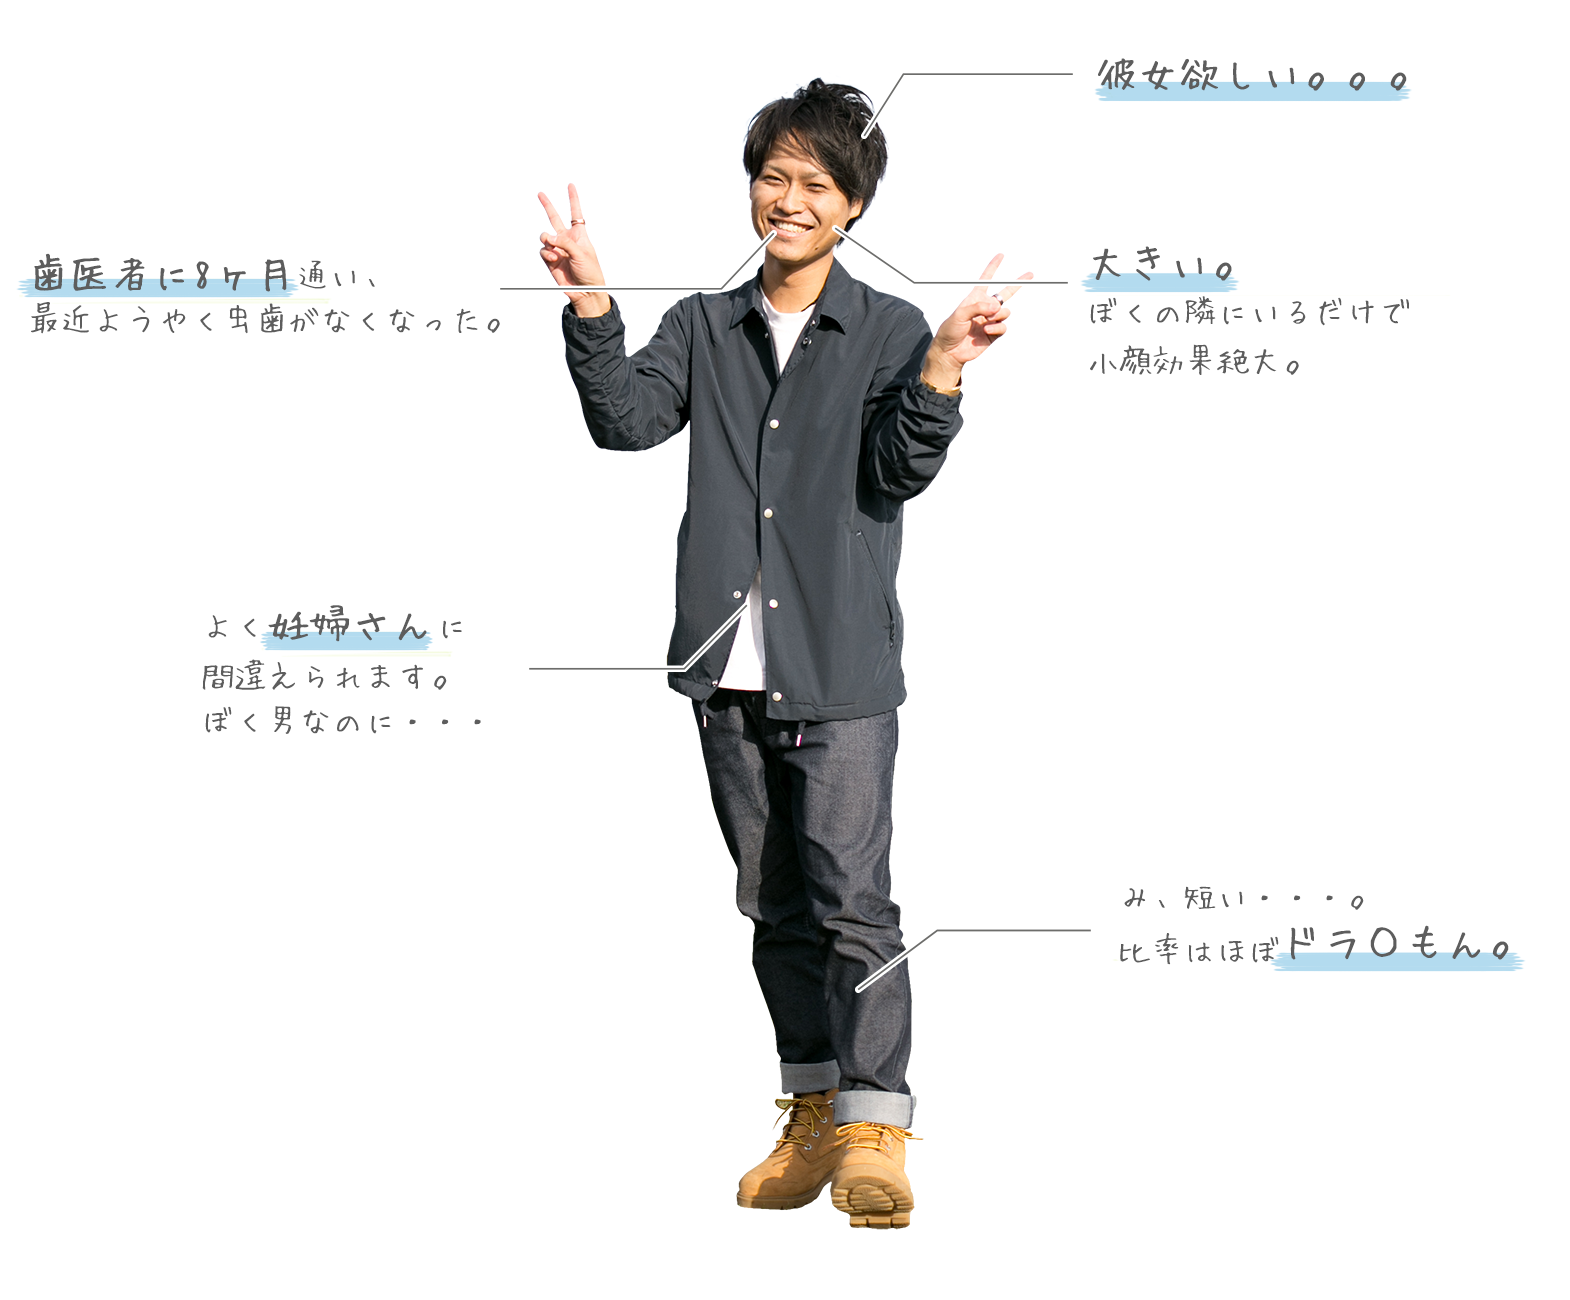 彼女欲しい。。。
歯医者に8ヶ月通い、
最近ようやく虫歯がなくなった。
大きい。
ぼくの隣にいるだけで
小顔効果絶大。
よく妊婦さんに
間違えられます。
ぼく男なのに・・・
み、短い・・・。
比率はほぼドラ〇もん。